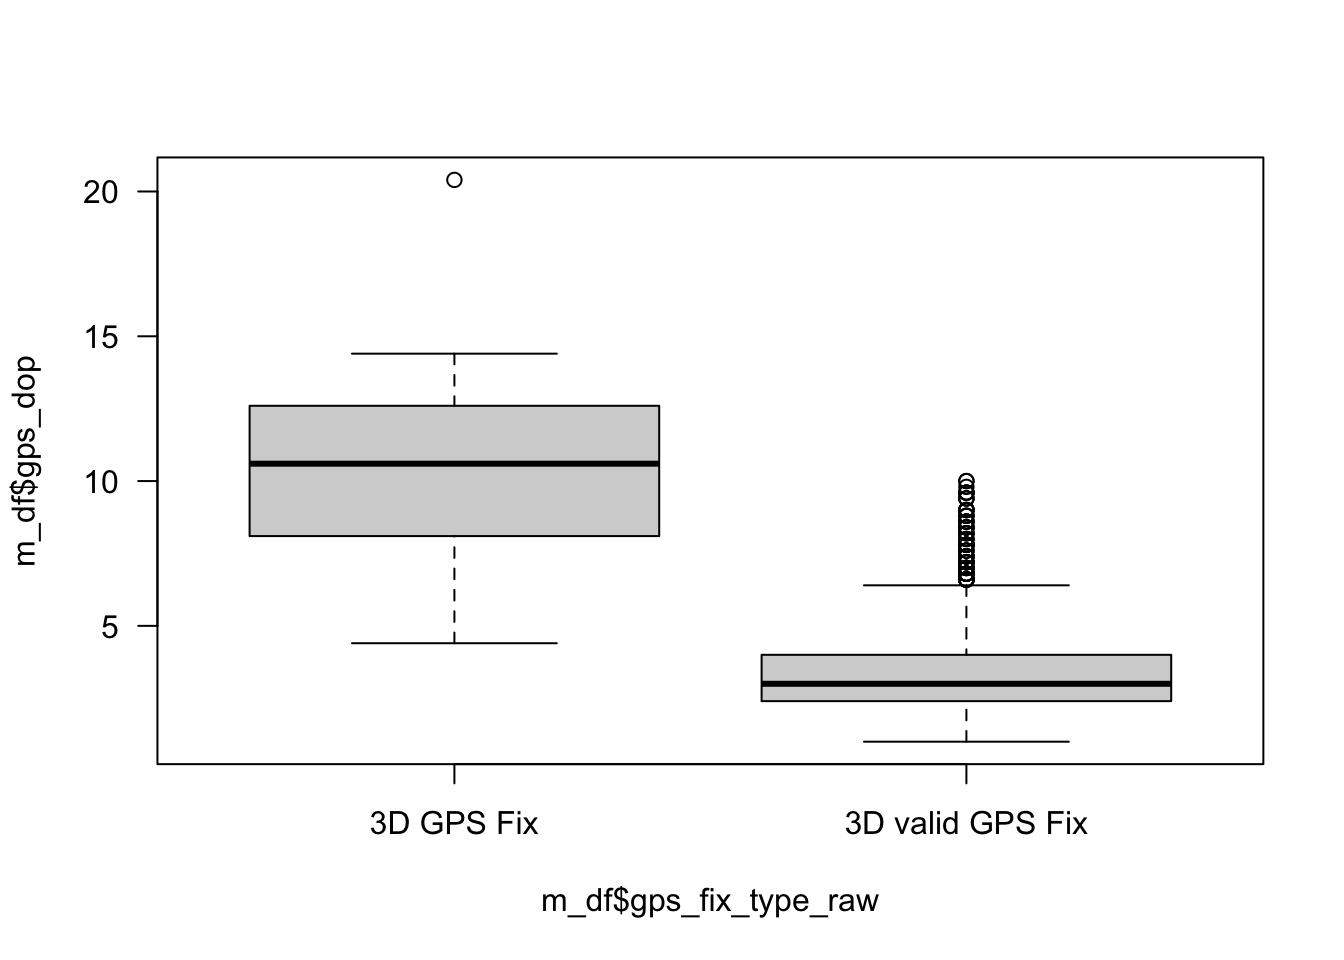 20
15
10
5
m_df$gps_dop
3D GPS Fix
3D valid GPS Fix
m_df$gps_fix_type_raw